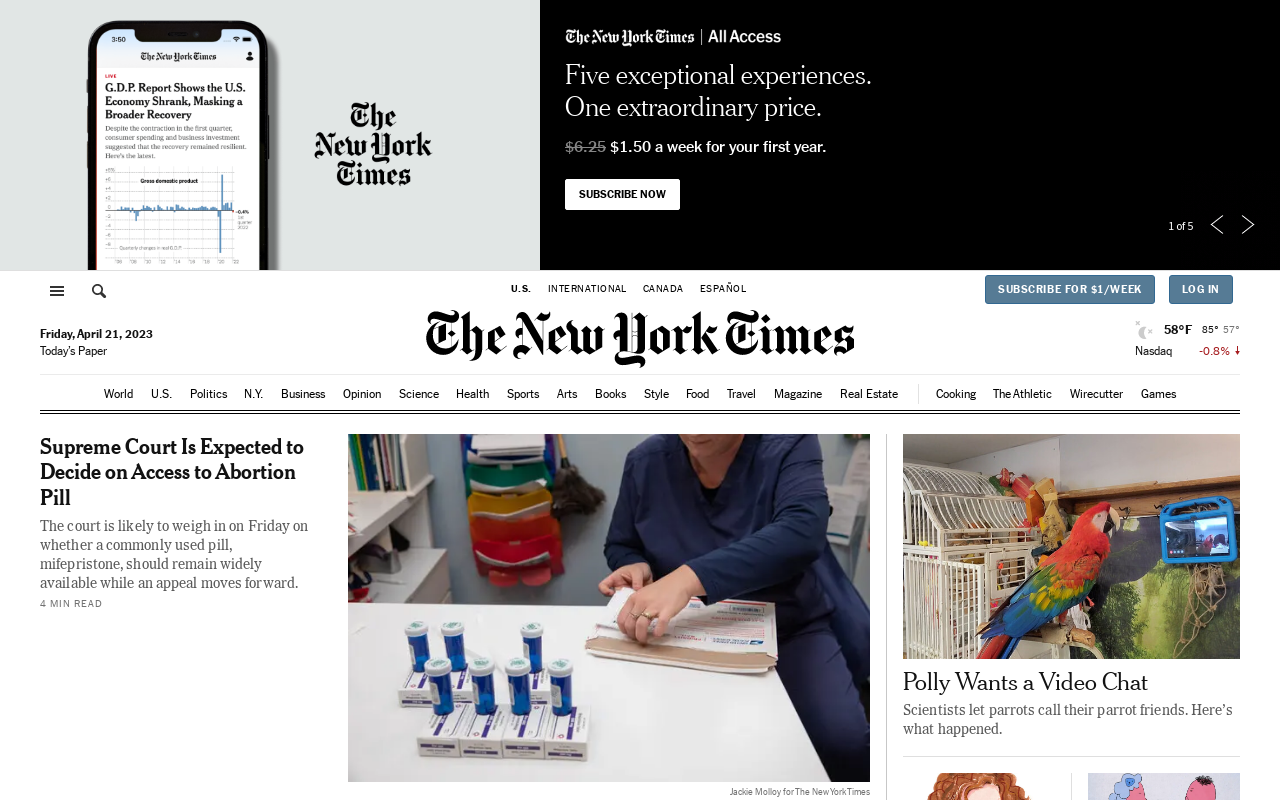 3:50
The New York Times
LIVE
G.D.P. Report Shows the U.S.
Economy Shrank, Masking a
Broader Recovery
Despite the contraction in the first quarter,
consumer spending and business investment
suggested that the recovery remained resilient.
Here's the latest.
Gross domestic product
-0.4%
1st
quarter
2022
Quarterly changes in real G.D.P.
'06 '08 '10 '12 '14 '16 '18 '20 '22
The
New York
Times
The New York Times | All Access
Five exceptional experiences.
One extraordinary price.
$6.25 $1.50 a week for your first year.
SUBSCRIBE NOW
1 of 5
U.S. INTERNATIONAL CANADA ESPAÑOL
SUBSCRIBE FOR $1/WEEK LOG IN
Friday, April 21, 2023
Today's Paper
The New York Times
58°F 85° 57°
Nasdaq -0.8%
World U.S. Politics N.Y. Business Opinion Science Health Sports Arts Books Style Food Travel Magazine Real Estate Cooking The Athletic Wirecutter Games
Supreme Court Is Expected to
Decide on Access to Abortion
Pill
The court is likely to weigh in on Friday on
whether a commonly used pill,
mifepristone, should remain widely
available while an appeal moves forward.
4 MIN READ
Jackie Molloy for The New York Times
Polly Wants a Video Chat
Scientists let parrots call their parrot friends. Here's
what happened.